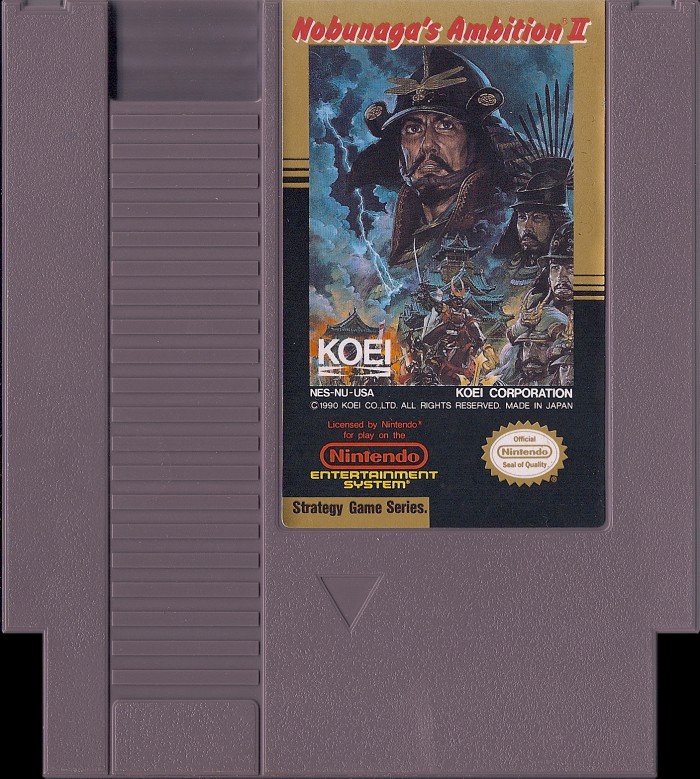 Nobunaga's Ambition® II
KOEI
NES-NU-USA
KOEI CORPORATION
© 1990 KOEI CO.,LTD. ALL RIGHTS RESERVED. MADE IN JAPAN
Licensed by Nintendo®
for play on the
Nintendo
ENTERTAINMENT
SYSTEM®
Official
Nintendo
Seal of Quality
®
Strategy Game Series.